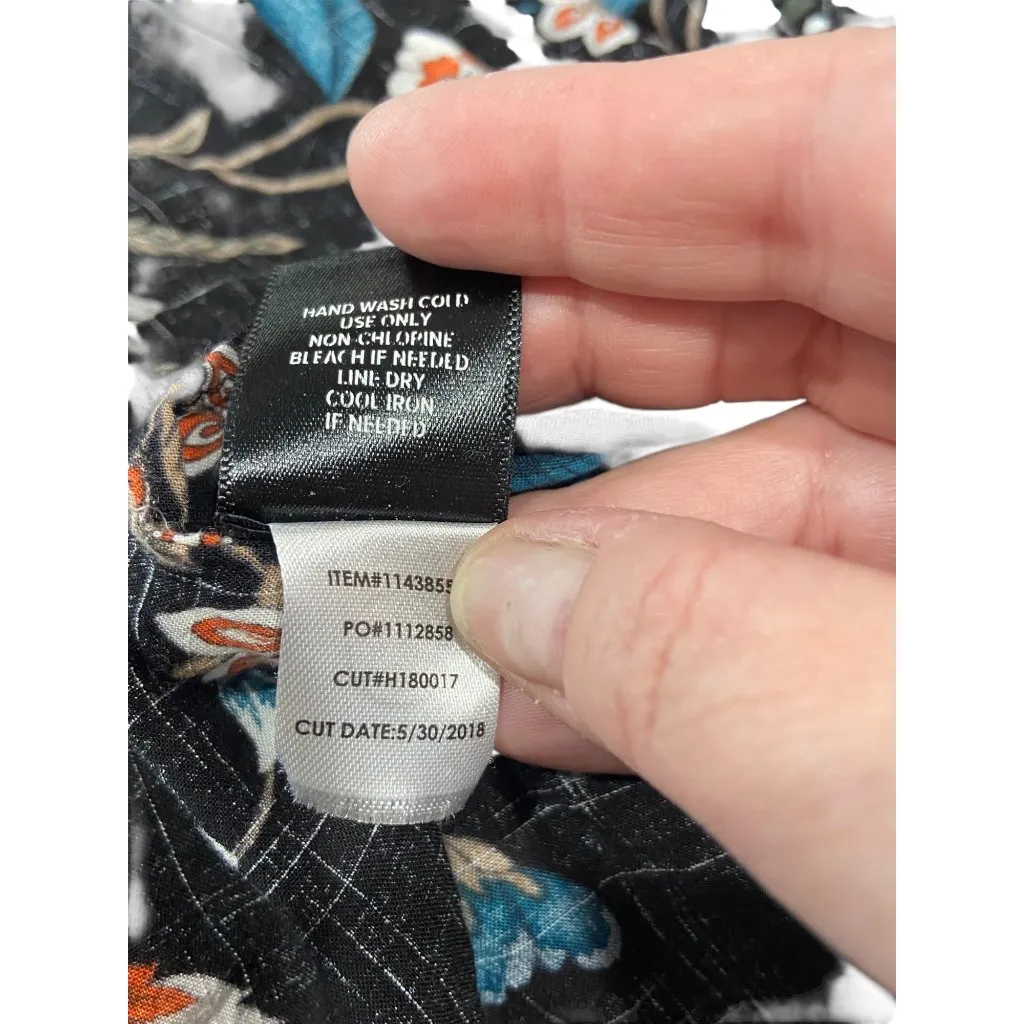 HAND WASH COLD
USE ONLY
NON-CHLORINE
BLEACH IF NEEDED
LINE DRY
COOL IRON
IF NEEDED
ITEM#1143855
PO#1112858
CUT#H180017
CUT DATE:5/30/2018